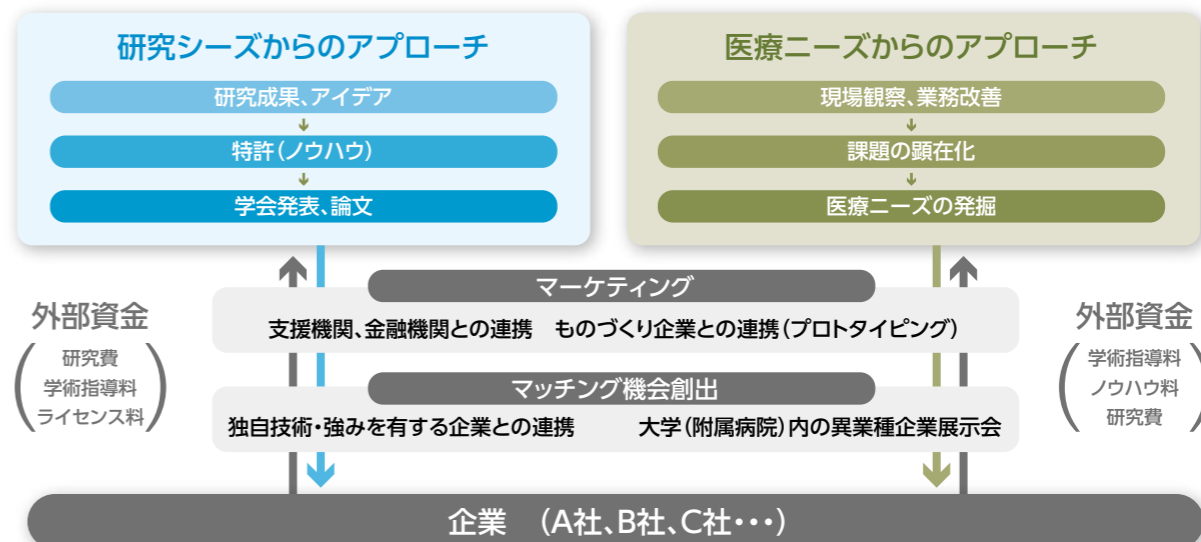 研究シーズからのアプローチ
研究成果、アイデア
特許(ノウハウ)
学会発表、論文
医療ニーズからのアプローチ
現場観察、業務改善
課題の顕在化
医療ニーズの発掘
外部資金
研究費
学術指導料
ライセンス料
マーケティング
支援機関、金融機関との連携 ものづくり企業との連携(プロトタイピング)
マッチング機会創出
独自技術・強みを有する企業との連携 大学(附属病院)内の異業種企業展示会
外部資金
学術指導料
ノウハウ料
研究費
企業 (A社、B社、C社・・・)